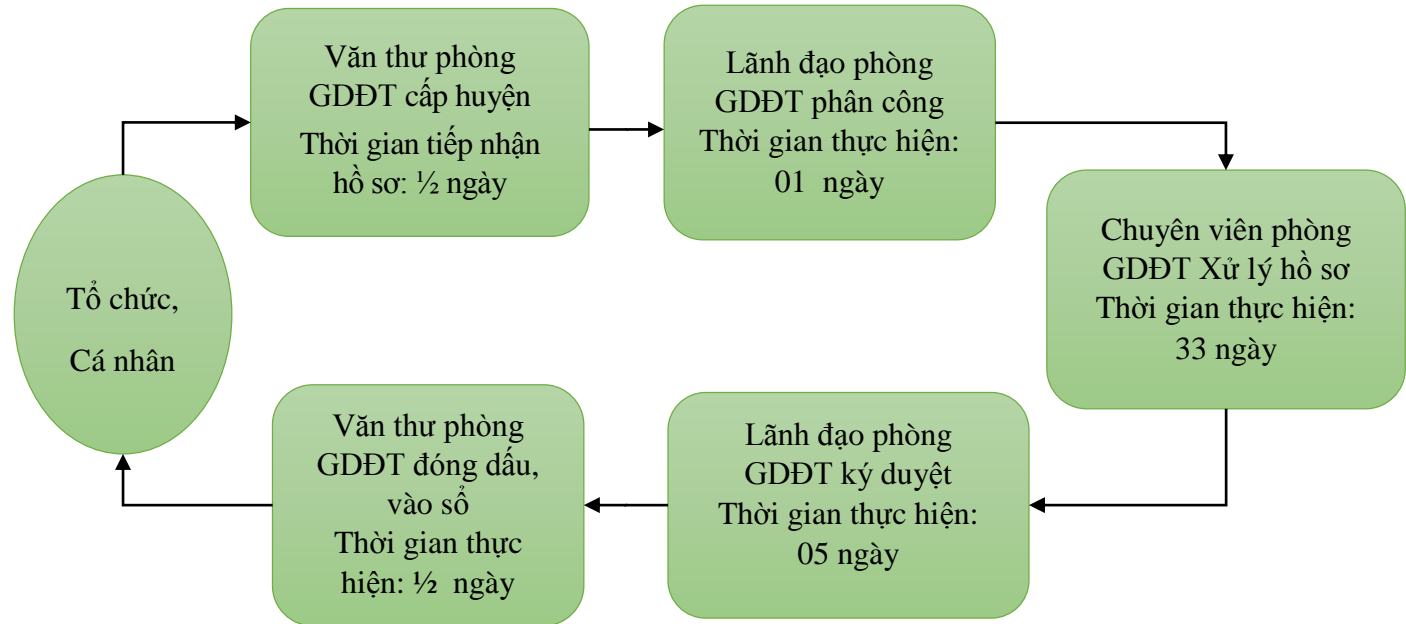 Văn thư phòng
GDĐT cấp huyện
Thời gian tiếp nhận
hồ sơ: ½ ngày
Lãnh đạo phòng
GDĐT phân công
Thời gian thực hiện:
01 ngày
Chuyên viên phòng
GDĐT Xử lý hồ sơ
Thời gian thực hiện:
33 ngày
Lãnh đạo phòng
GDĐT ký duyệt
Thời gian thực hiện:
05 ngày
Văn thư phòng
GDĐT đóng dấu,
vào sổ
Thời gian thực
hiện: ½ ngày
Tổ chức,
Cá nhân